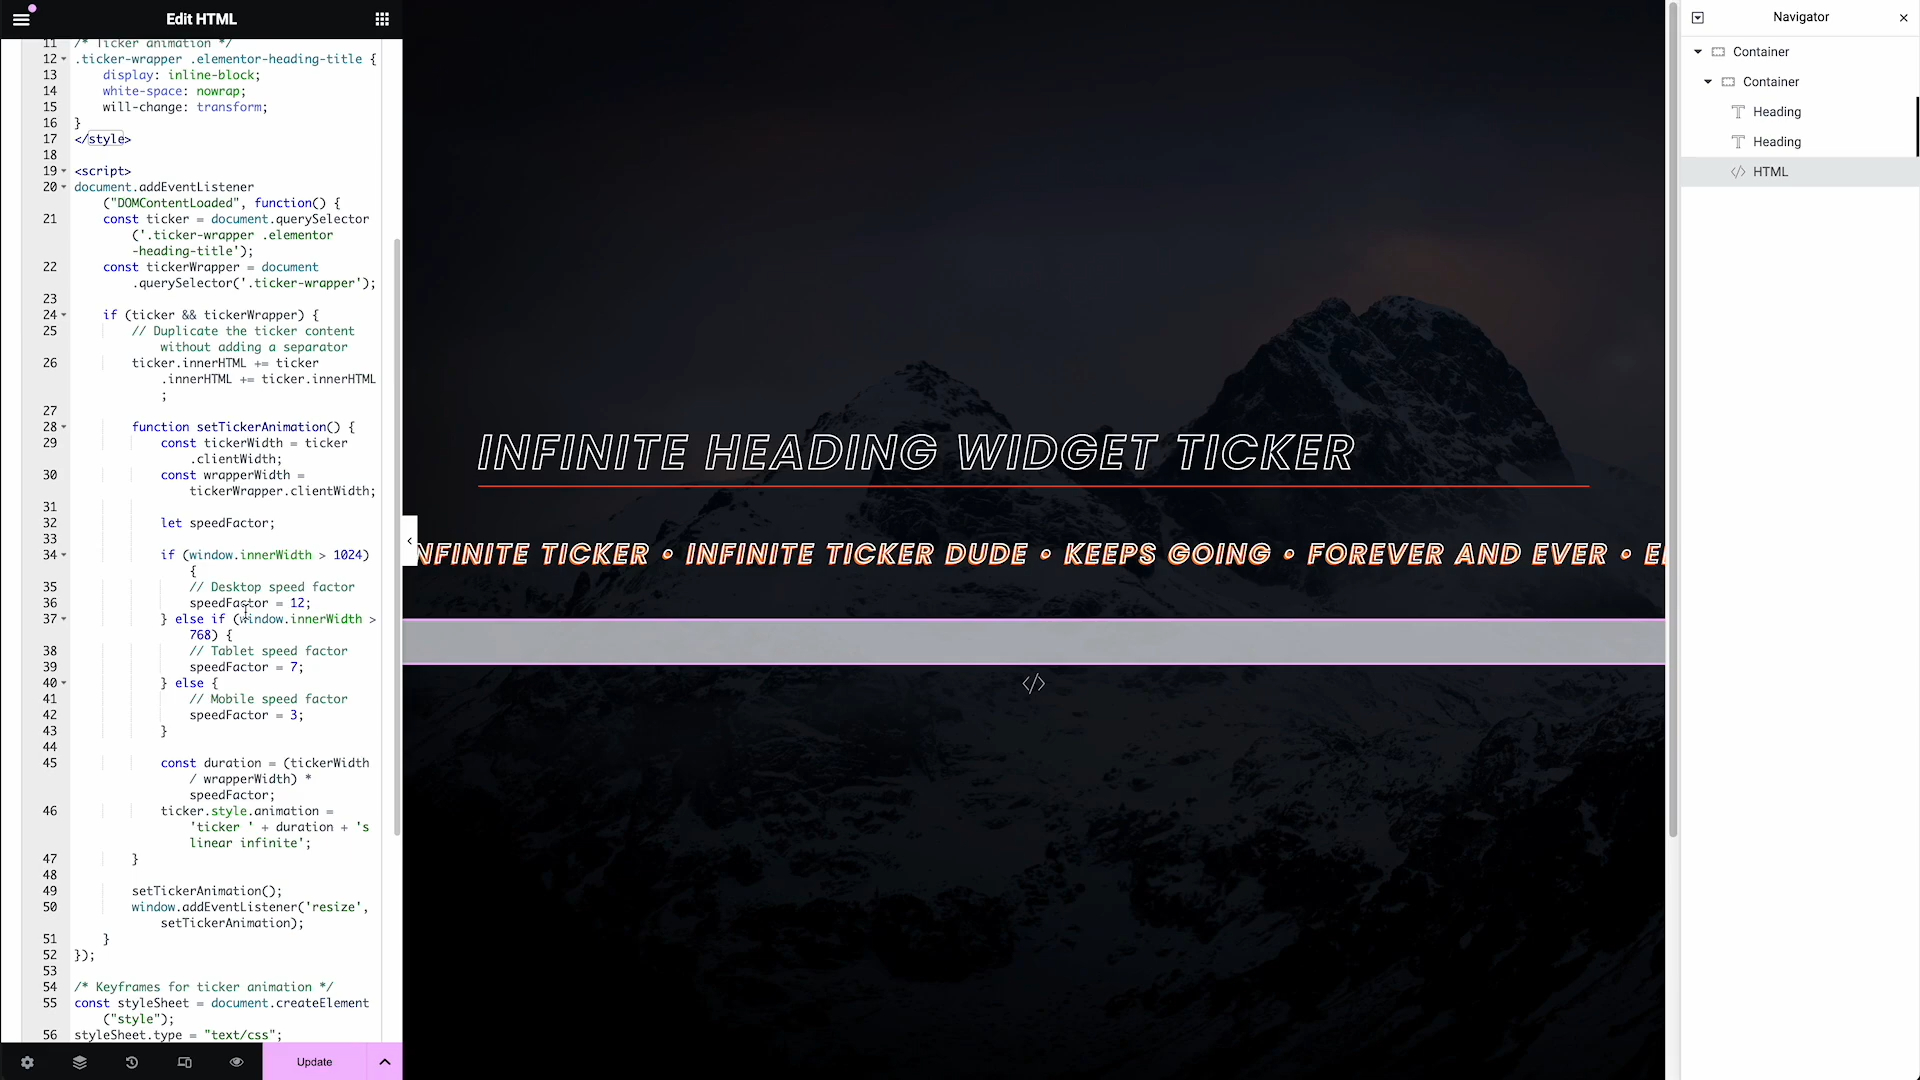 Edit HTML
11 /* Ticker animation */
12 .ticker-wrapper .elementor-heading-title {
13 display: inline-block;
14 white-space: nowrap;
15 will-change: transform;
16 }
17 </style>
18
19 <script>
20 document.addEventListener
("DOMContentLoaded", function() {
21 const ticker = document.querySelector
('.ticker-wrapper .elementor
-heading-title');
22 const tickerWrapper = document
.querySelector('.ticker-wrapper');
23
24 if (ticker && tickerWrapper) {
25 // Duplicate the ticker content
without adding a separator
26 ticker.innerHTML += ticker
.innerHTML += ticker.innerHTML
;
27
28 function setTickerAnimation() {
29 const tickerWidth = ticker
.clientWidth;
30 const wrapperWidth =
tickerWrapper.clientWidth;
31
32 let speedFactor;
33
34 if (window.innerWidth > 1024)
{
35 // Desktop speed factor
36 speedFactor = 12;
37 } else if (window.innerWidth >
768) {
38 // Tablet speed factor
39 speedFactor = 7;
40 } else {
41 // Mobile speed factor
42 speedFactor = 3;
43 }
44
45 const duration = (tickerWidth
/ wrapperWidth) *
speedFactor;
46 ticker.style.animation =
'ticker ' + duration + 's
linear infinite';
47 }
48
49 setTickerAnimation();
50 window.addEventListener('resize',
setTickerAnimation);
51 }
52 });
53
54 /* Keyframes for ticker animation */
55 const styleSheet = document.createElement
("style");
56 styleSheet.type = "text/css";
Update
INFINITE HEADING WIDGET TICKER
NFINITE TICKER • INFINITE TICKER DUDE • KEEPS GOING • FOREVER AND EVER • E
</>
Navigator
Container
Container
Heading
Heading
</> HTML